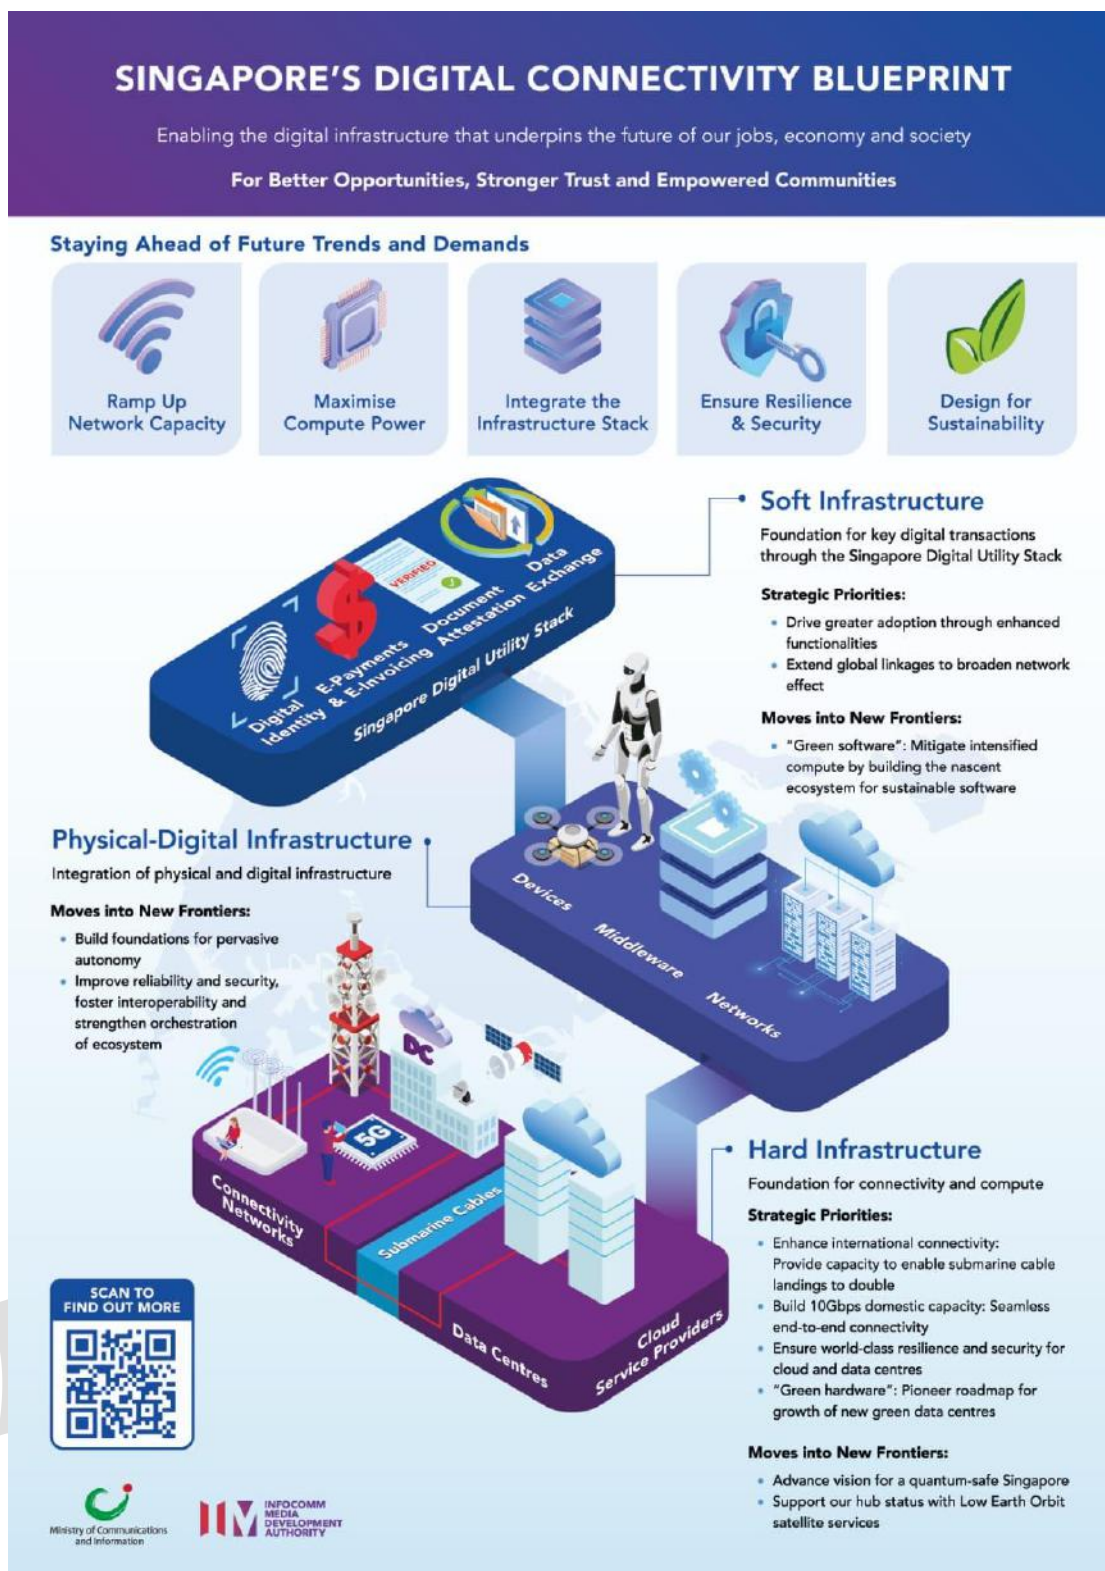 SINGAPORE'S DIGITAL CONNECTIVITY BLUEPRINT
Enabling the digital infrastructure that underpins the future of our jobs, economy and society
For Better Opportunities, Stronger Trust and Empowered Communities
Staying Ahead of Future Trends and Demands
Ramp Up
Network Capacity
Maximise
Compute Power
Integrate the
Infrastructure Stack
Ensure Resilience
& Security
Design for
Sustainability
Soft Infrastructure
Foundation for key digital transactions
through the Singapore Digital Utility Stack
Strategic Priorities:
• Drive greater adoption through enhanced
functionalities
• Extend global linkages to broaden network
effect
Moves into New Frontiers:
• "Green software": Mitigate intensified
compute by building the nascent
ecosystem for sustainable software
VERIFIED
Digital
Identity
E-Payments
& E-Invoicing
Document
Attestation
Data
Exchange
Singapore Digital Utility Stack
Physical-Digital Infrastructure
Integration of physical and digital infrastructure
Moves into New Frontiers:
• Build foundations for pervasive
autonomy
• Improve reliability and security,
foster interoperability and
strengthen orchestration
of ecosystem
Devices
Middleware
Networks
DC
5G
Connectivity
Networks
Submarine Cables
Data Centres
Cloud
Service Providers
Hard Infrastructure
Foundation for connectivity and compute
Strategic Priorities:
• Enhance international connectivity:
Provide capacity to enable submarine cable
landings to double
• Build 10Gbps domestic capacity: Seamless
end-to-end connectivity
• Ensure world-class resilience and security for
cloud and data centres
• "Green hardware": Pioneer roadmap for
growth of new green data centres
Moves into New Frontiers:
• Advance vision for a quantum-safe Singapore
• Support our hub status with Low Earth Orbit
satellite services
SCAN TO
FIND OUT MORE
Ministry of Communications
and Information
INFOCOMM
MEDIA
DEVELOPMENT
AUTHORITY